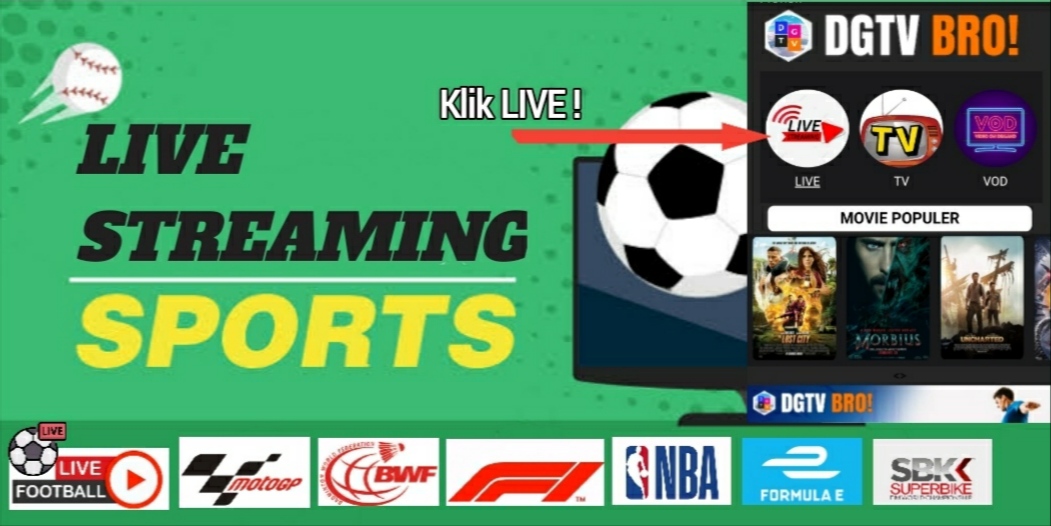 LIVE
STREAMING
SPORTS
Klik LIVE !
DGTV BRO!
LIVE
TV
VOD
LIVE
TV
VOD
MOVIE POPULER
LOST CITY
MORBIUS
UNCHARTED
DGTV BRO!
LIVE
LIVE
FOOTBALL
motoGP
BWF
F1
TM
NBA
FORMULA E
SBK
SUPERBIKE